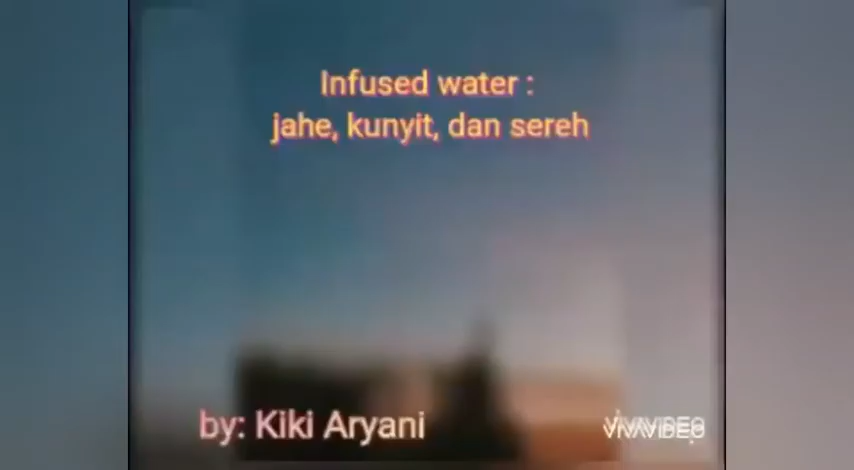 Infused water :
jahe, kunyit, dan sereh
by: Kiki Aryani
VIVAVIDEO